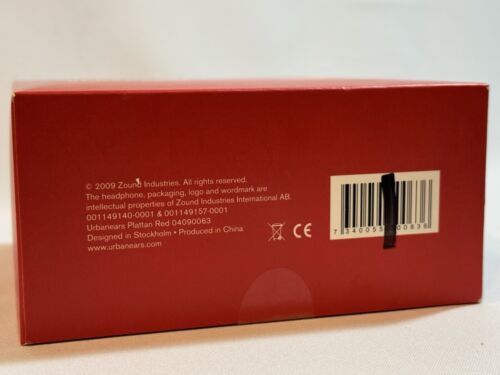 © 2009 Zound Industries. All rights reserved.
The headphone, packaging, logo and wordmark are
intellectual properties of Zound Industries International AB.
001149140-0001 & 001149157-0001
Urbanears Plattan Red 04090063
Designed in Stockholm • Produced in China
www.urbanears.com
CE